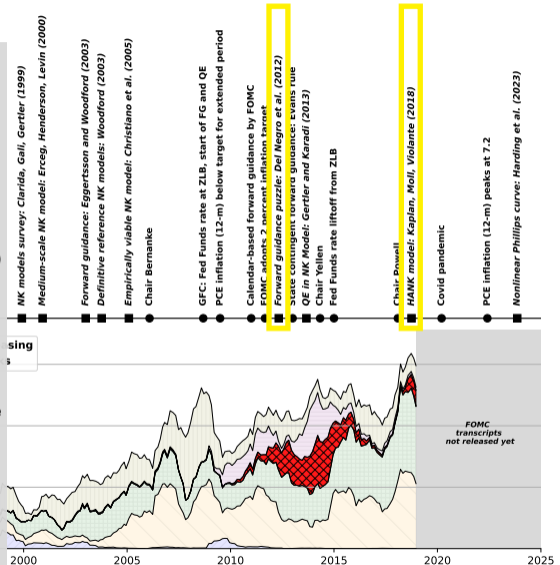 NK models survey: Clarida, Galí, Gertler (1999)
Medium-scale NK model: Erceg, Henderson, Levin (2000)
Forward guidance: Eggertsson and Woodford (2003)
Definitive reference NK models: Woodford (2003)
Empirically viable NK model: Christiano et al. (2005)
Chair Bernanke
GFC: Fed Funds rate at ZLB, start of FG and QE
PCE inflation (12-m) below target for extended period
Calendar-based forward guidance by FOMC
FOMC adopts 2 percent inflation target
Forward guidance puzzle: Del Negro et al. (2012)
State contingent forward guidance: Evans rule
QE in NK Model: Gertler and Karadi (2013)
Chair Yellen
Fed Funds rate liftoff from ZLB
Chair Powell
HANK model: Kaplan, Moll, Violante (2018)
Covid pandemic
PCE inflation (12-m) peaks at 7.2
Nonlinear Phillips curve: Harding et al. (2023)
sing
s
FOMC
transcripts
not released yet
2000 2005 2010 2015 2020 2025